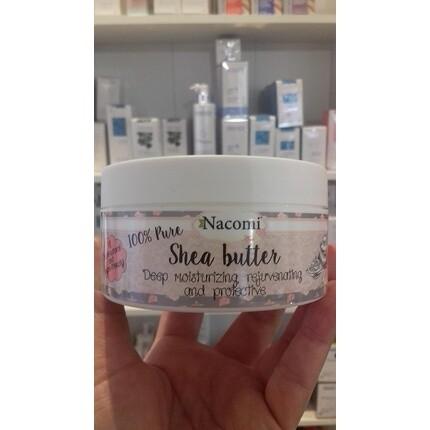 100% Pure
Nacomi
Shea butter
Deep moisturizing, rejuvenating
and protective